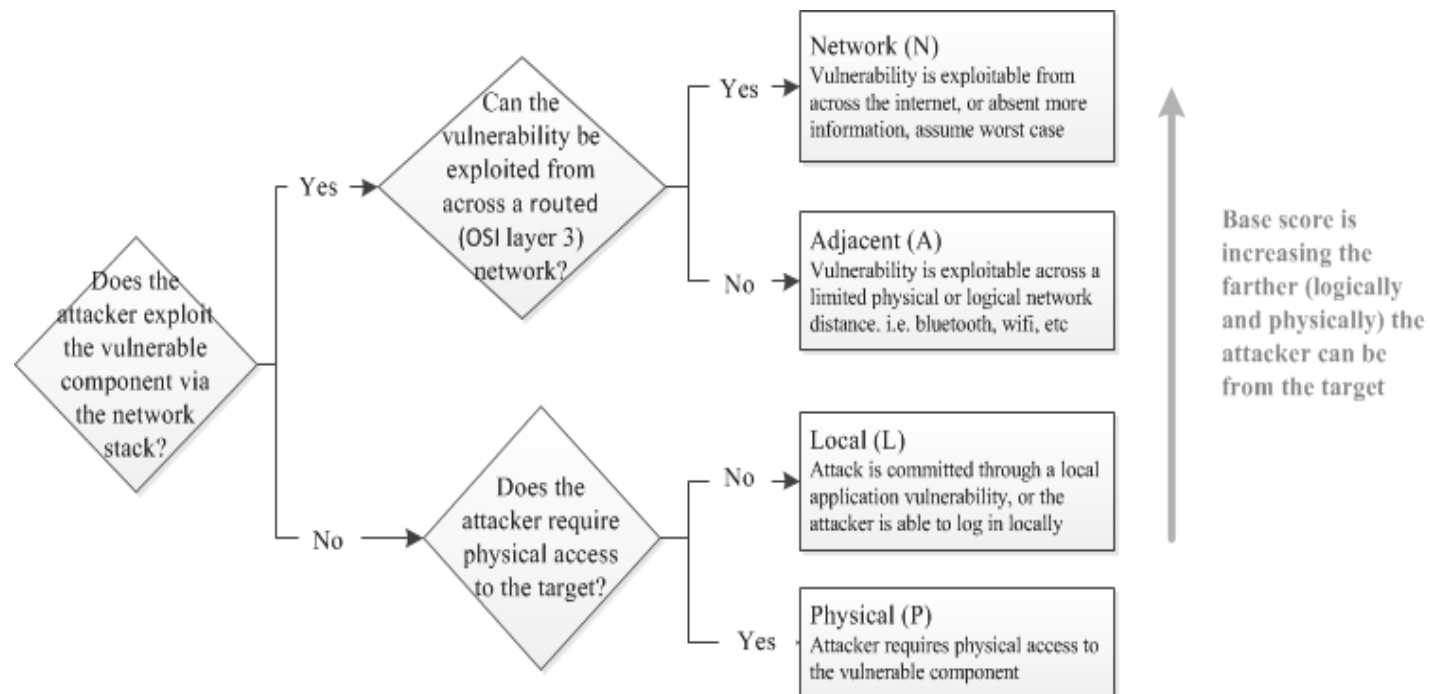 Does the
attacker exploit
the vulnerable
component via
the network
stack?
Yes
No
Can the
vulnerability be
exploited from
across a routed
(OSI layer 3)
network?
Yes
No
Does the
attacker require
physical access
to the target?
No
Yes
Network (N)
Vulnerability is exploitable from
across the internet, or absent more
information, assume worst case
Adjacent (A)
Vulnerability is exploitable across a
limited physical or logical network
distance. i.e. bluetooth, wifi, etc
Local (L)
Attack is committed through a local
application vulnerability, or the
attacker is able to log in locally
Physical (P)
Attacker requires physical access to
the vulnerable component
Base score is
increasing the
farther (logically
and physically) the
attacker can be
from the target